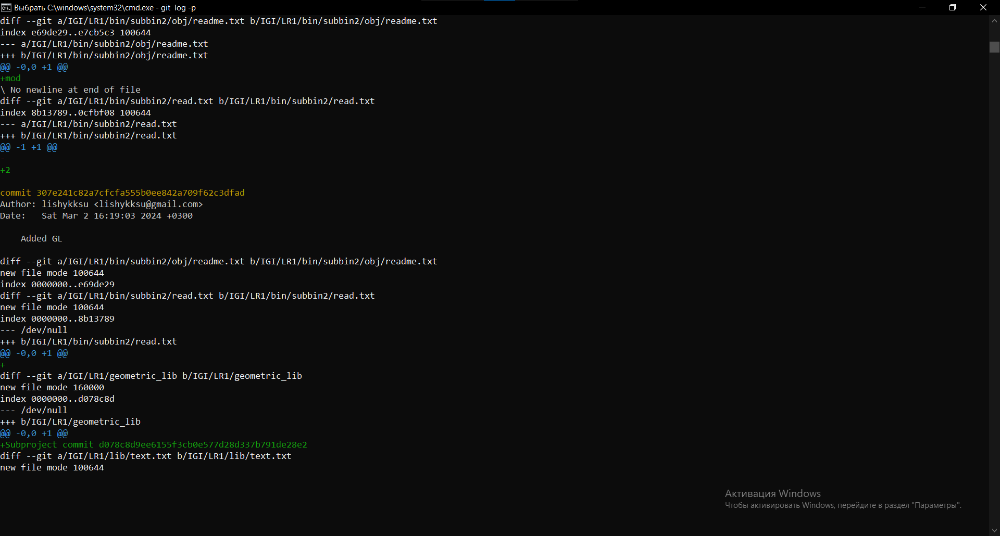 Выбрать C:\windows\system32\cmd.exe - git  log -p
diff --git a/IGI/LR1/bin/subbin2/obj/readme.txt b/IGI/LR1/bin/subbin2/obj/readme.txt
index e69de29..e7cb5c3 100644
--- a/IGI/LR1/bin/subbin2/obj/readme.txt
+++ b/IGI/LR1/bin/subbin2/obj/readme.txt
@@ -0,0 +1 @@
+mod
\ No newline at end of file
diff --git a/IGI/LR1/bin/subbin2/read.txt b/IGI/LR1/bin/subbin2/read.txt
index 8b13789..0cfbf08 100644
--- a/IGI/LR1/bin/subbin2/read.txt
+++ b/IGI/LR1/bin/subbin2/read.txt
@@ -1 +1 @@
-
+2
commit 307e241c82a7cfcfa555b0ee842a709f62c3dfad
Author: lishykksu <lishykksu@gmail.com>
Date:   Sat Mar 2 16:19:03 2024 +0300
    Added GL
diff --git a/IGI/LR1/bin/subbin2/obj/readme.txt b/IGI/LR1/bin/subbin2/obj/readme.txt
new file mode 100644
index 0000000..e69de29
diff --git a/IGI/LR1/bin/subbin2/read.txt b/IGI/LR1/bin/subbin2/read.txt
new file mode 100644
index 0000000..8b13789
--- /dev/null
+++ b/IGI/LR1/bin/subbin2/read.txt
@@ -0,0 +1 @@
+
diff --git a/IGI/LR1/geometric_lib b/IGI/LR1/geometric_lib
new file mode 160000
index 0000000..d078c8d
--- /dev/null
+++ b/IGI/LR1/geometric_lib
@@ -0,0 +1 @@
+Subproject commit d078c8d9ee6155f3cb0e577d28d337b791de28e2
diff --git a/IGI/LR1/lib/text.txt b/IGI/LR1/lib/text.txt
new file mode 100644
Активация Windows
Чтобы активировать Windows, перейдите в раздел "Параметры".